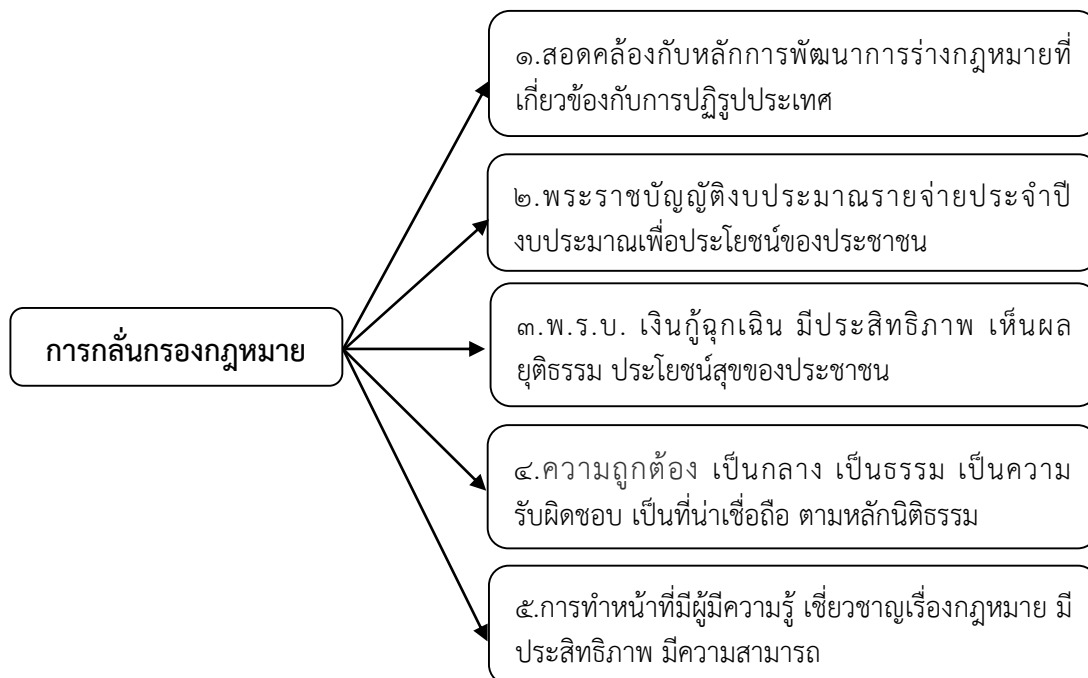 ๑.สอดคล้องกับหลักการพัฒนาการร่างกฎหมายที่
เกี่ยวข้องกับการปฏิรูปประเทศ
๒.พระราชบัญญัติงบประมาณรายจ่ายประจำปี
งบประมาณเพื่อประโยชน์ของประชาชน
การกลั่นกรองกฎหมาย
๓.พ.ร.บ. เงินกู้ฉุกเฉิน มีประสิทธิภาพ เห็นผล
ยุติธรรม ประโยชน์สุขของประชาชน
๔.ความถูกต้อง เป็นกลาง เป็นธรรม เป็นความ
รับผิดชอบ เป็นที่น่าเชื่อถือ ตามหลักนิติธรรม
๕.การทำหน้าที่มีผู้มีความรู้ เชี่ยวชาญเรื่องกฎหมาย มี
ประสิทธิภาพ มีความสามารถ